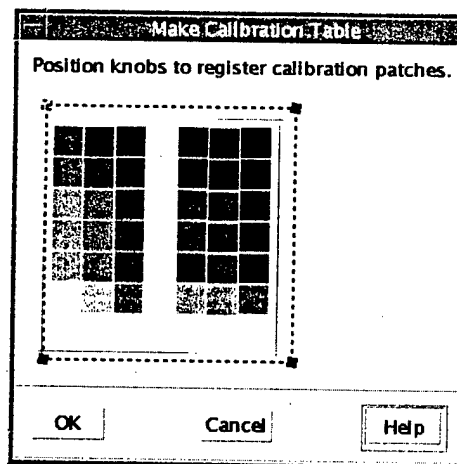 Make Calibration Table
Position knobs to register calibration patches.
OK
Cancel
Help